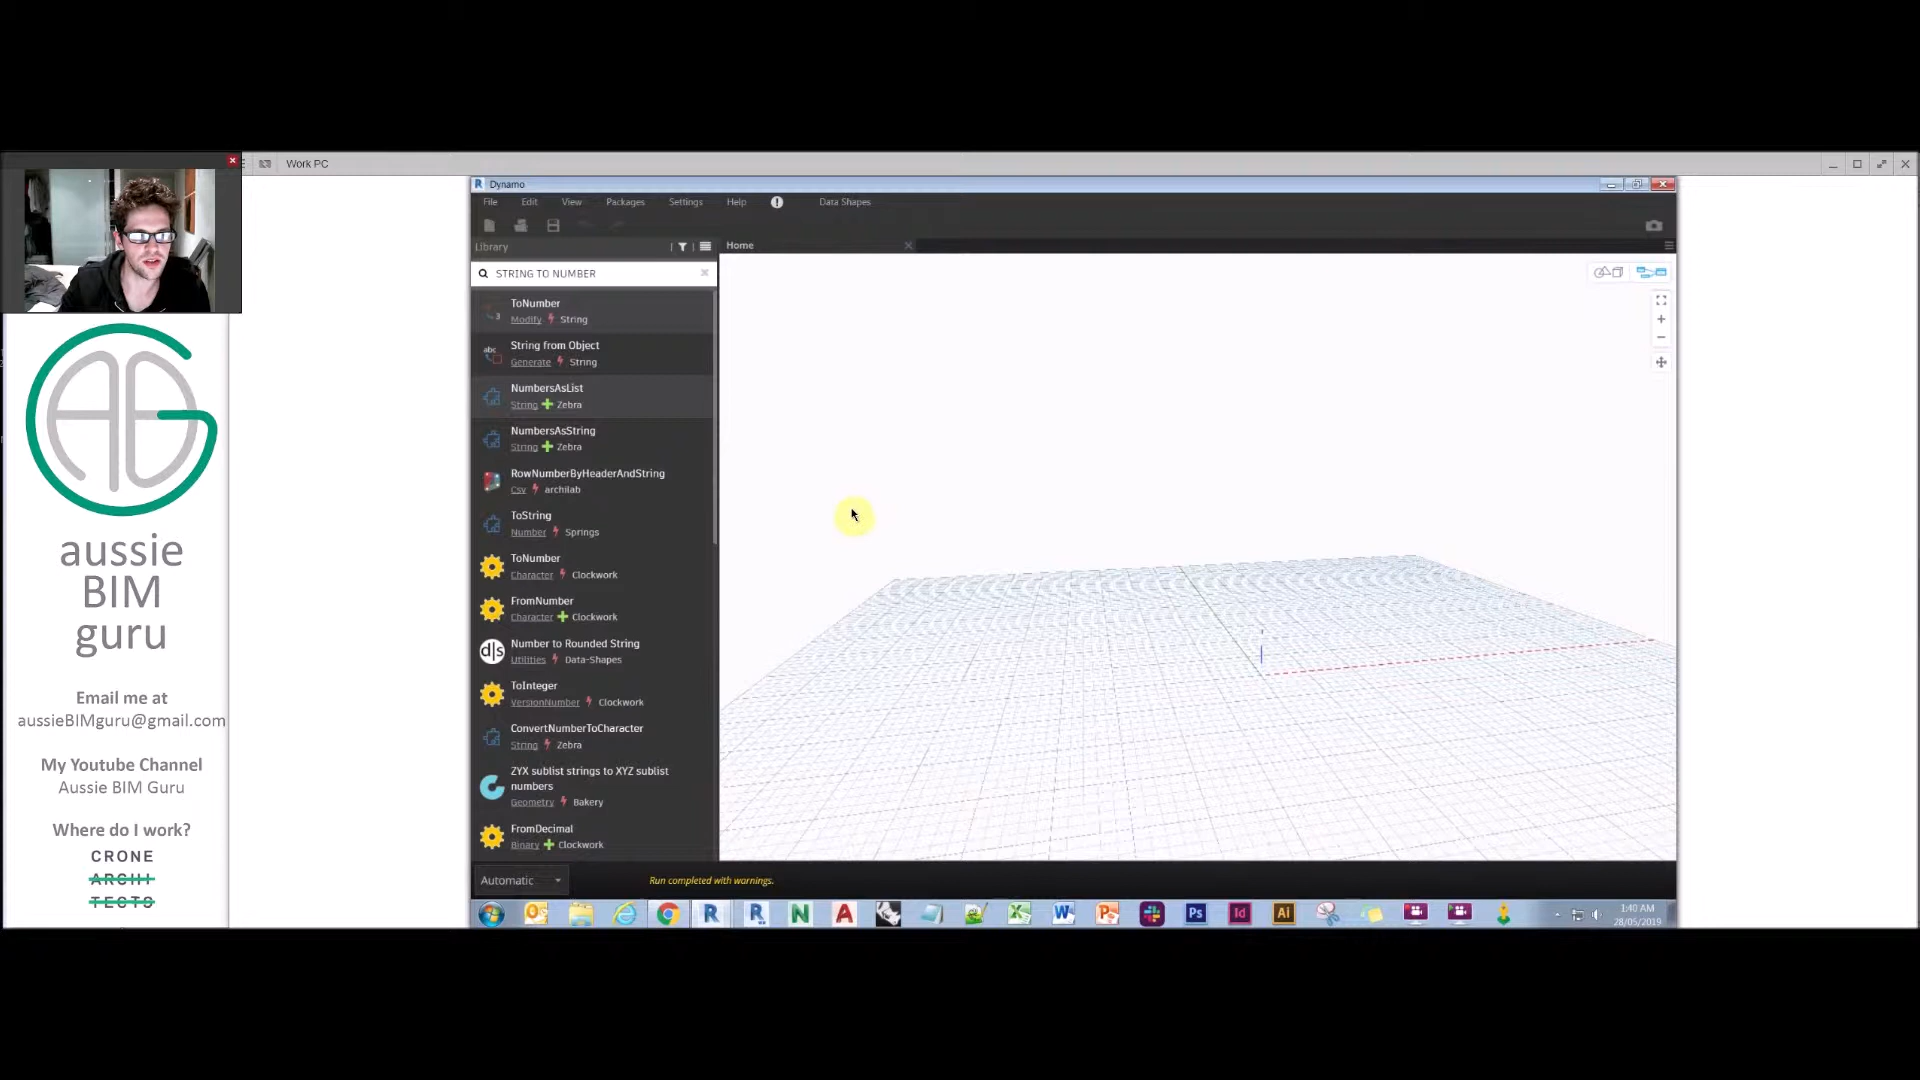 Work PC
Dynamo
File Edit View Packages Settings Help Data Shapes
Library
Home
STRING TO NUMBER
ToNumber
Modify String
abc
String from Object
Generate String
NumbersAsList
String Zebra
NumbersAsString
String Zebra
RowNumberByHeaderAndString
Csv archilab
ToString
Number Springs
ToNumber
Character Clockwork
FromNumber
Character Clockwork
d|s
Number to Rounded String
Utilities Data-Shapes
ToInteger
VersionNumber Clockwork
ConvertNumberToCharacter
String Zebra
ZYX sublist strings to XYZ sublist
numbers
Geometry Bakery
FromDecimal
Binary Clockwork
Automatic
Run completed with warnings.
1:40 AM
28/05/2019
aussie
BIM
guru
Email me at
aussieBIMguru@gmail.com
My Youtube Channel
Aussie BIM Guru
Where do I work?
CRONE
ARCHI
TECTS